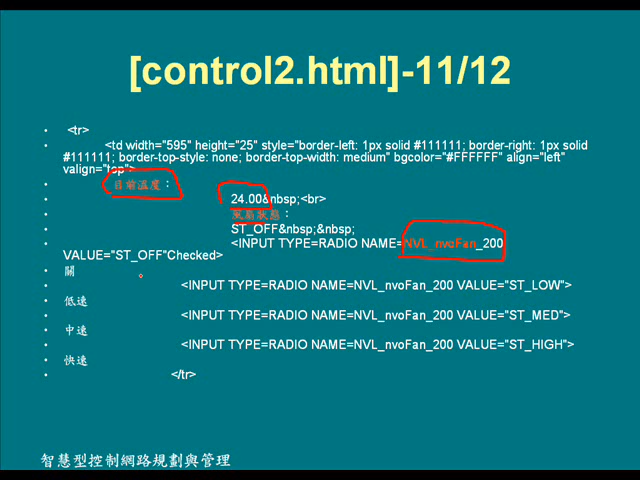 [control2.html]-11/12
<tr>
<td width="595" height="25" style="border-left: 1px solid #111111; border-right: 1px solid
#111111; border-top-style: none; border-top-width: medium" bgcolor="#FFFFFF" align="left"
valign="top">
目前溫度：
24.00&nbsp;<br>
風扇狀態：
ST_OFF&nbsp;&nbsp;
<INPUT TYPE=RADIO NAME=NVL_nvoFan_200
VALUE="ST_OFF"Checked>
關
<INPUT TYPE=RADIO NAME=NVL_nvoFan_200 VALUE="ST_LOW">
低速
<INPUT TYPE=RADIO NAME=NVL_nvoFan_200 VALUE="ST_MED">
中速
<INPUT TYPE=RADIO NAME=NVL_nvoFan_200 VALUE="ST_HIGH">
快速
</tr>
智慧型控制網路規劃與管理